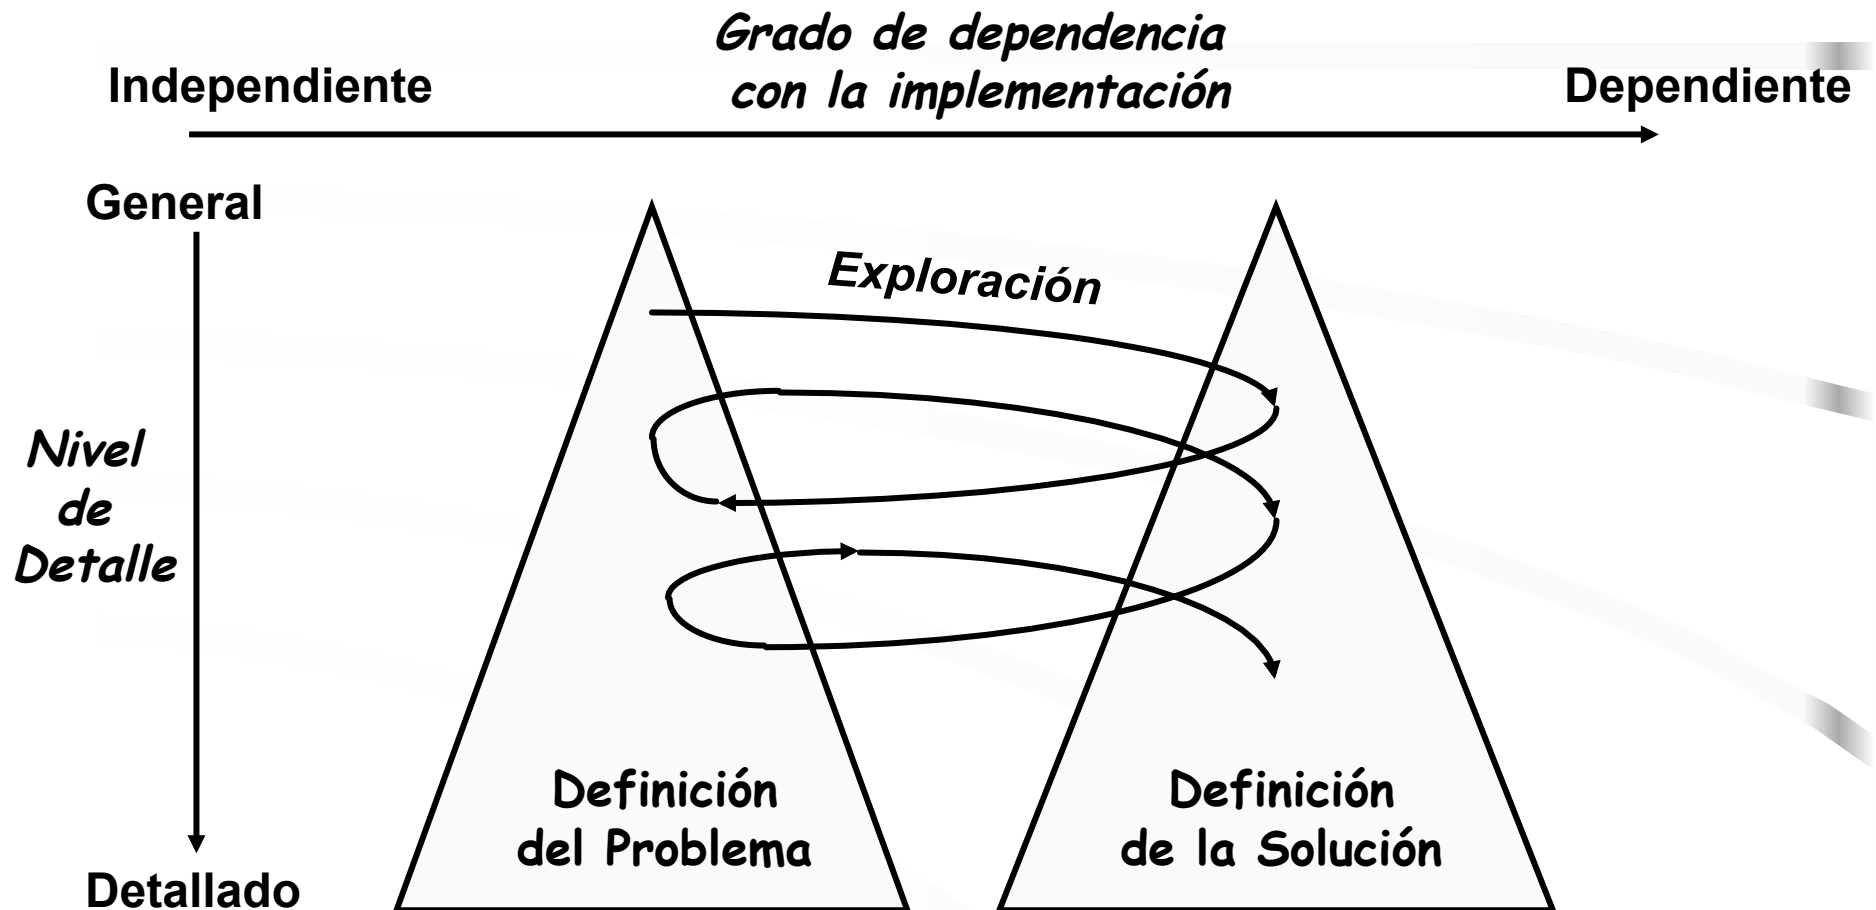 Grado de dependencia
con la implementación
Independiente
Dependiente
General
Exploración
Nivel
de
Detalle
Definición
del Problema
Definición
de la Solución
Detallado